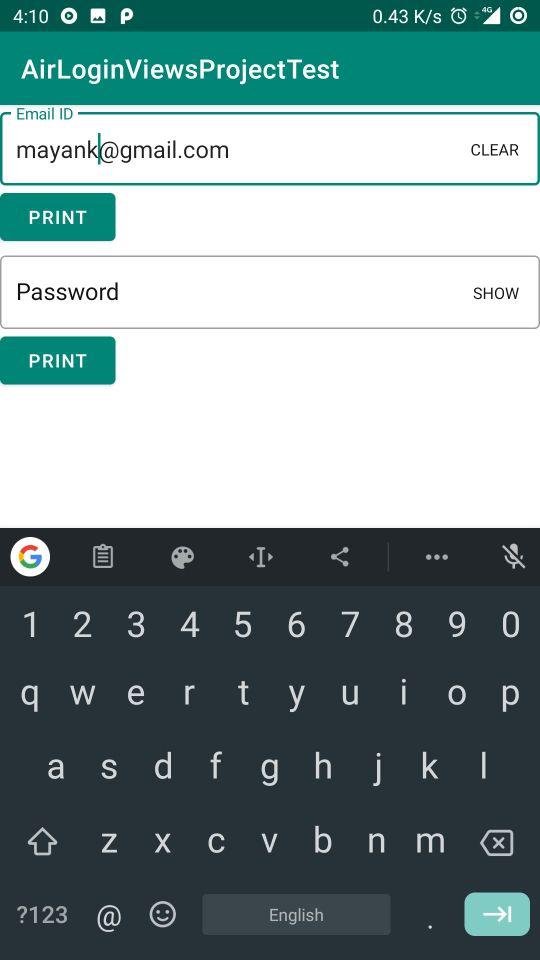 4:10 0.43 K/s 4G
AirLoginViewsProjectTest
Email ID
mayank@gmail.com CLEAR
PRINT
Password SHOW
PRINT
G
1 2 3 4 5 6 7 8 9 0
q w e r t y u i o p
a s d f g h j k l
z x c v b n m
?123 @ English .